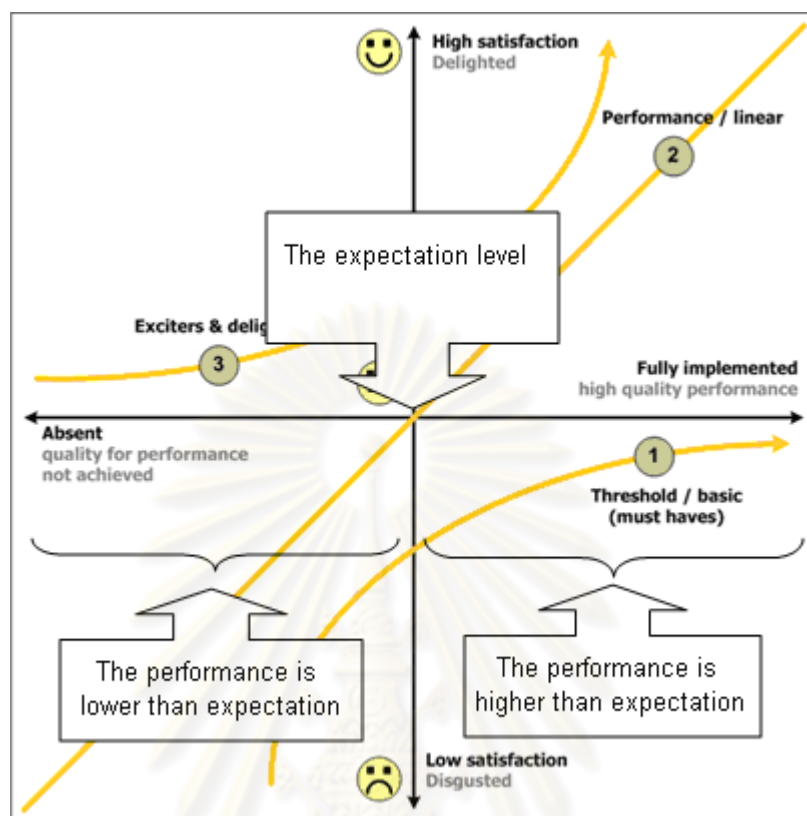 High satisfaction
Delighted
Performance / linear
2
The expectation level
Exciters &
3
Fully implemented
high quality performance
Absent
quality for performance
not achieved
1
Threshold / basic
(must haves)
The performance is
lower than expectation
The performance is
higher than expectation
Low satisfaction
Disgusted